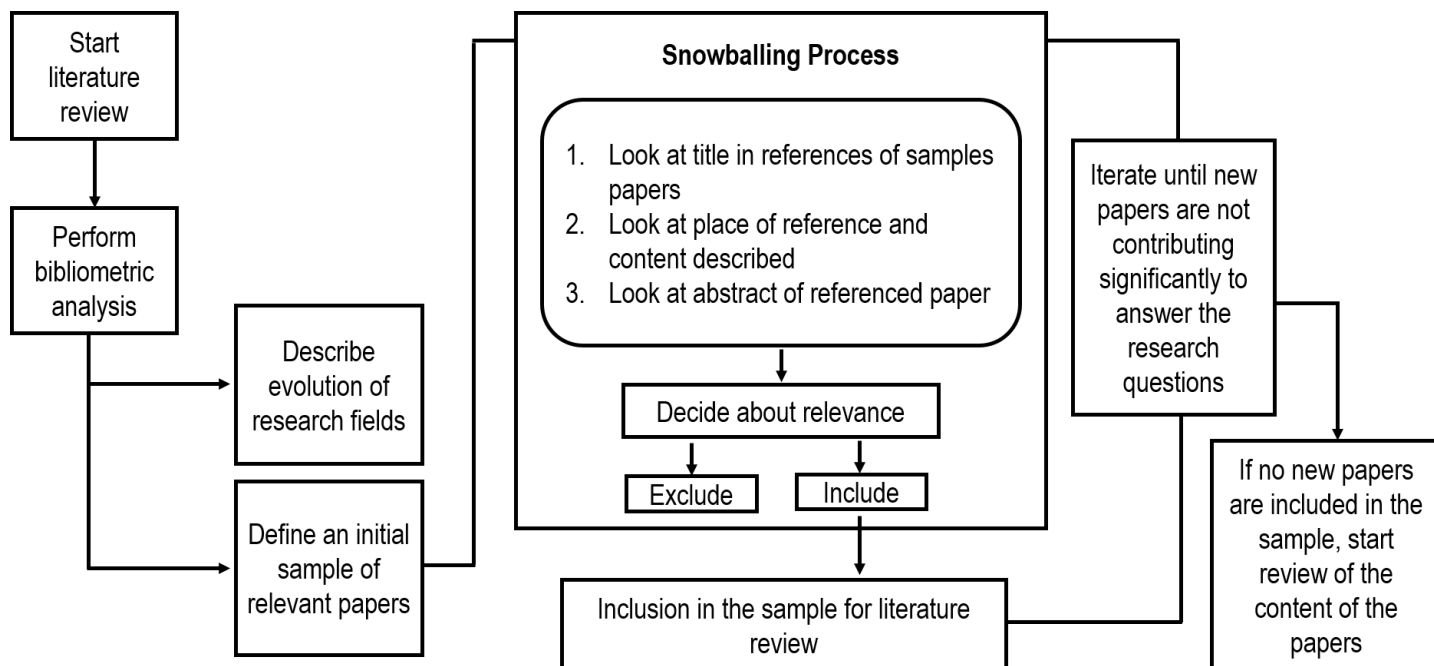 Start
literature
review
Perform
bibliometric
analysis
Describe
evolution of
research fields
Define an initial
sample of
relevant papers
Snowballing Process
1. Look at title in references of samples
papers
2. Look at place of reference and
content described
3. Look at abstract of referenced paper
Decide about relevance
Exclude
Include
Inclusion in the sample for literature
review
Iterate until new
papers are not
contributing
significantly to
answer the
research
questions
If no new papers
are included in the
sample, start
review of the
content of the
papers